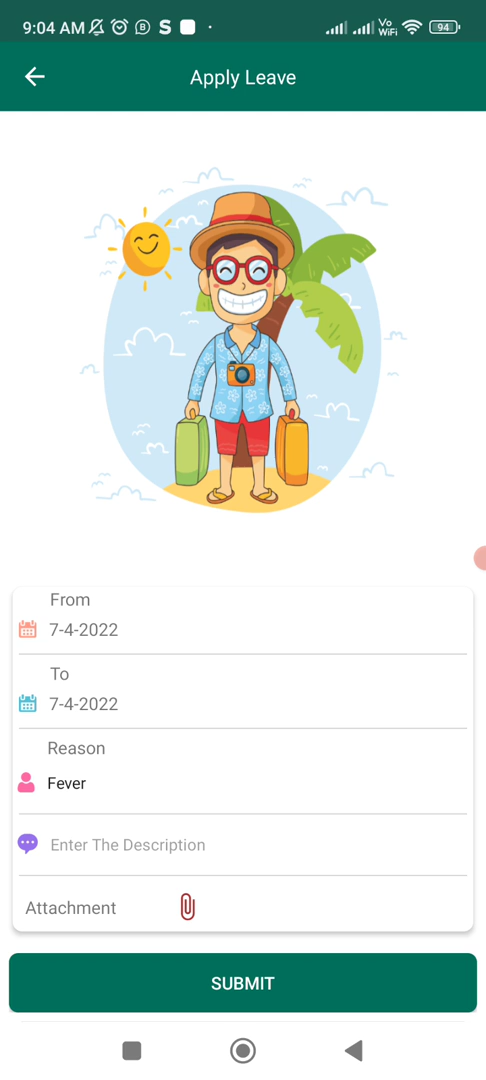 9:04 AM
Vo
WiFi
94
Apply Leave
From
7-4-2022
To
7-4-2022
Reason
Fever
Enter The Description
Attachment
SUBMIT